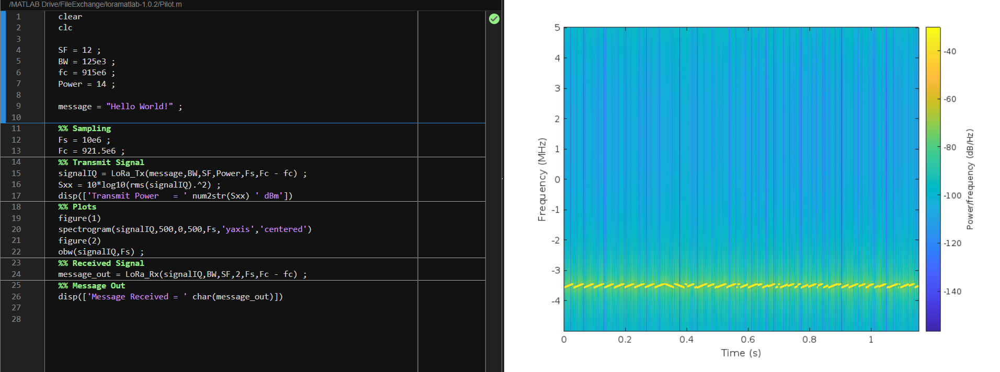 /MATLAB Drive/FileExchange/loramatlab-1.0.2/Pilot.m
1 clear
2 clc
3
4 SF = 12 ;
5 BW = 125e3 ;
6 fc = 915e6 ;
7 Power = 14 ;
8
9 message = "Hello World!" ;
10
11 %% Sampling
12 Fs = 10e6 ;
13 Fc = 921.5e6 ;
14 %% Transmit Signal
15 signalIQ = LoRa_Tx(message,BW,SF,Power,Fs,Fc - fc) ;
16 Sxx = 10*log10(rms(signalIQ).^2) ;
17 disp(['Transmit Power   = ' num2str(Sxx) ' dBm'])
18 %% Plots
19 figure(1)
20 spectrogram(signalIQ,500,0,500,Fs,'yaxis','centered')
21 figure(2)
22 obw(signalIQ,Fs) ;
23 %% Received Signal
24 message_out = LoRa_Rx(signalIQ,BW,SF,2,Fs,Fc - fc) ;
25 %% Message Out
26 disp(['Message Received = ' char(message_out)])
27
28
5
4
3
2
1
0
-1
-2
-3
-4
Frequency (MHz)
0 0.2 0.4 0.6 0.8 1
Time (s)
-40
-60
-80
-100
-120
-140
Power/frequency (dB/Hz)